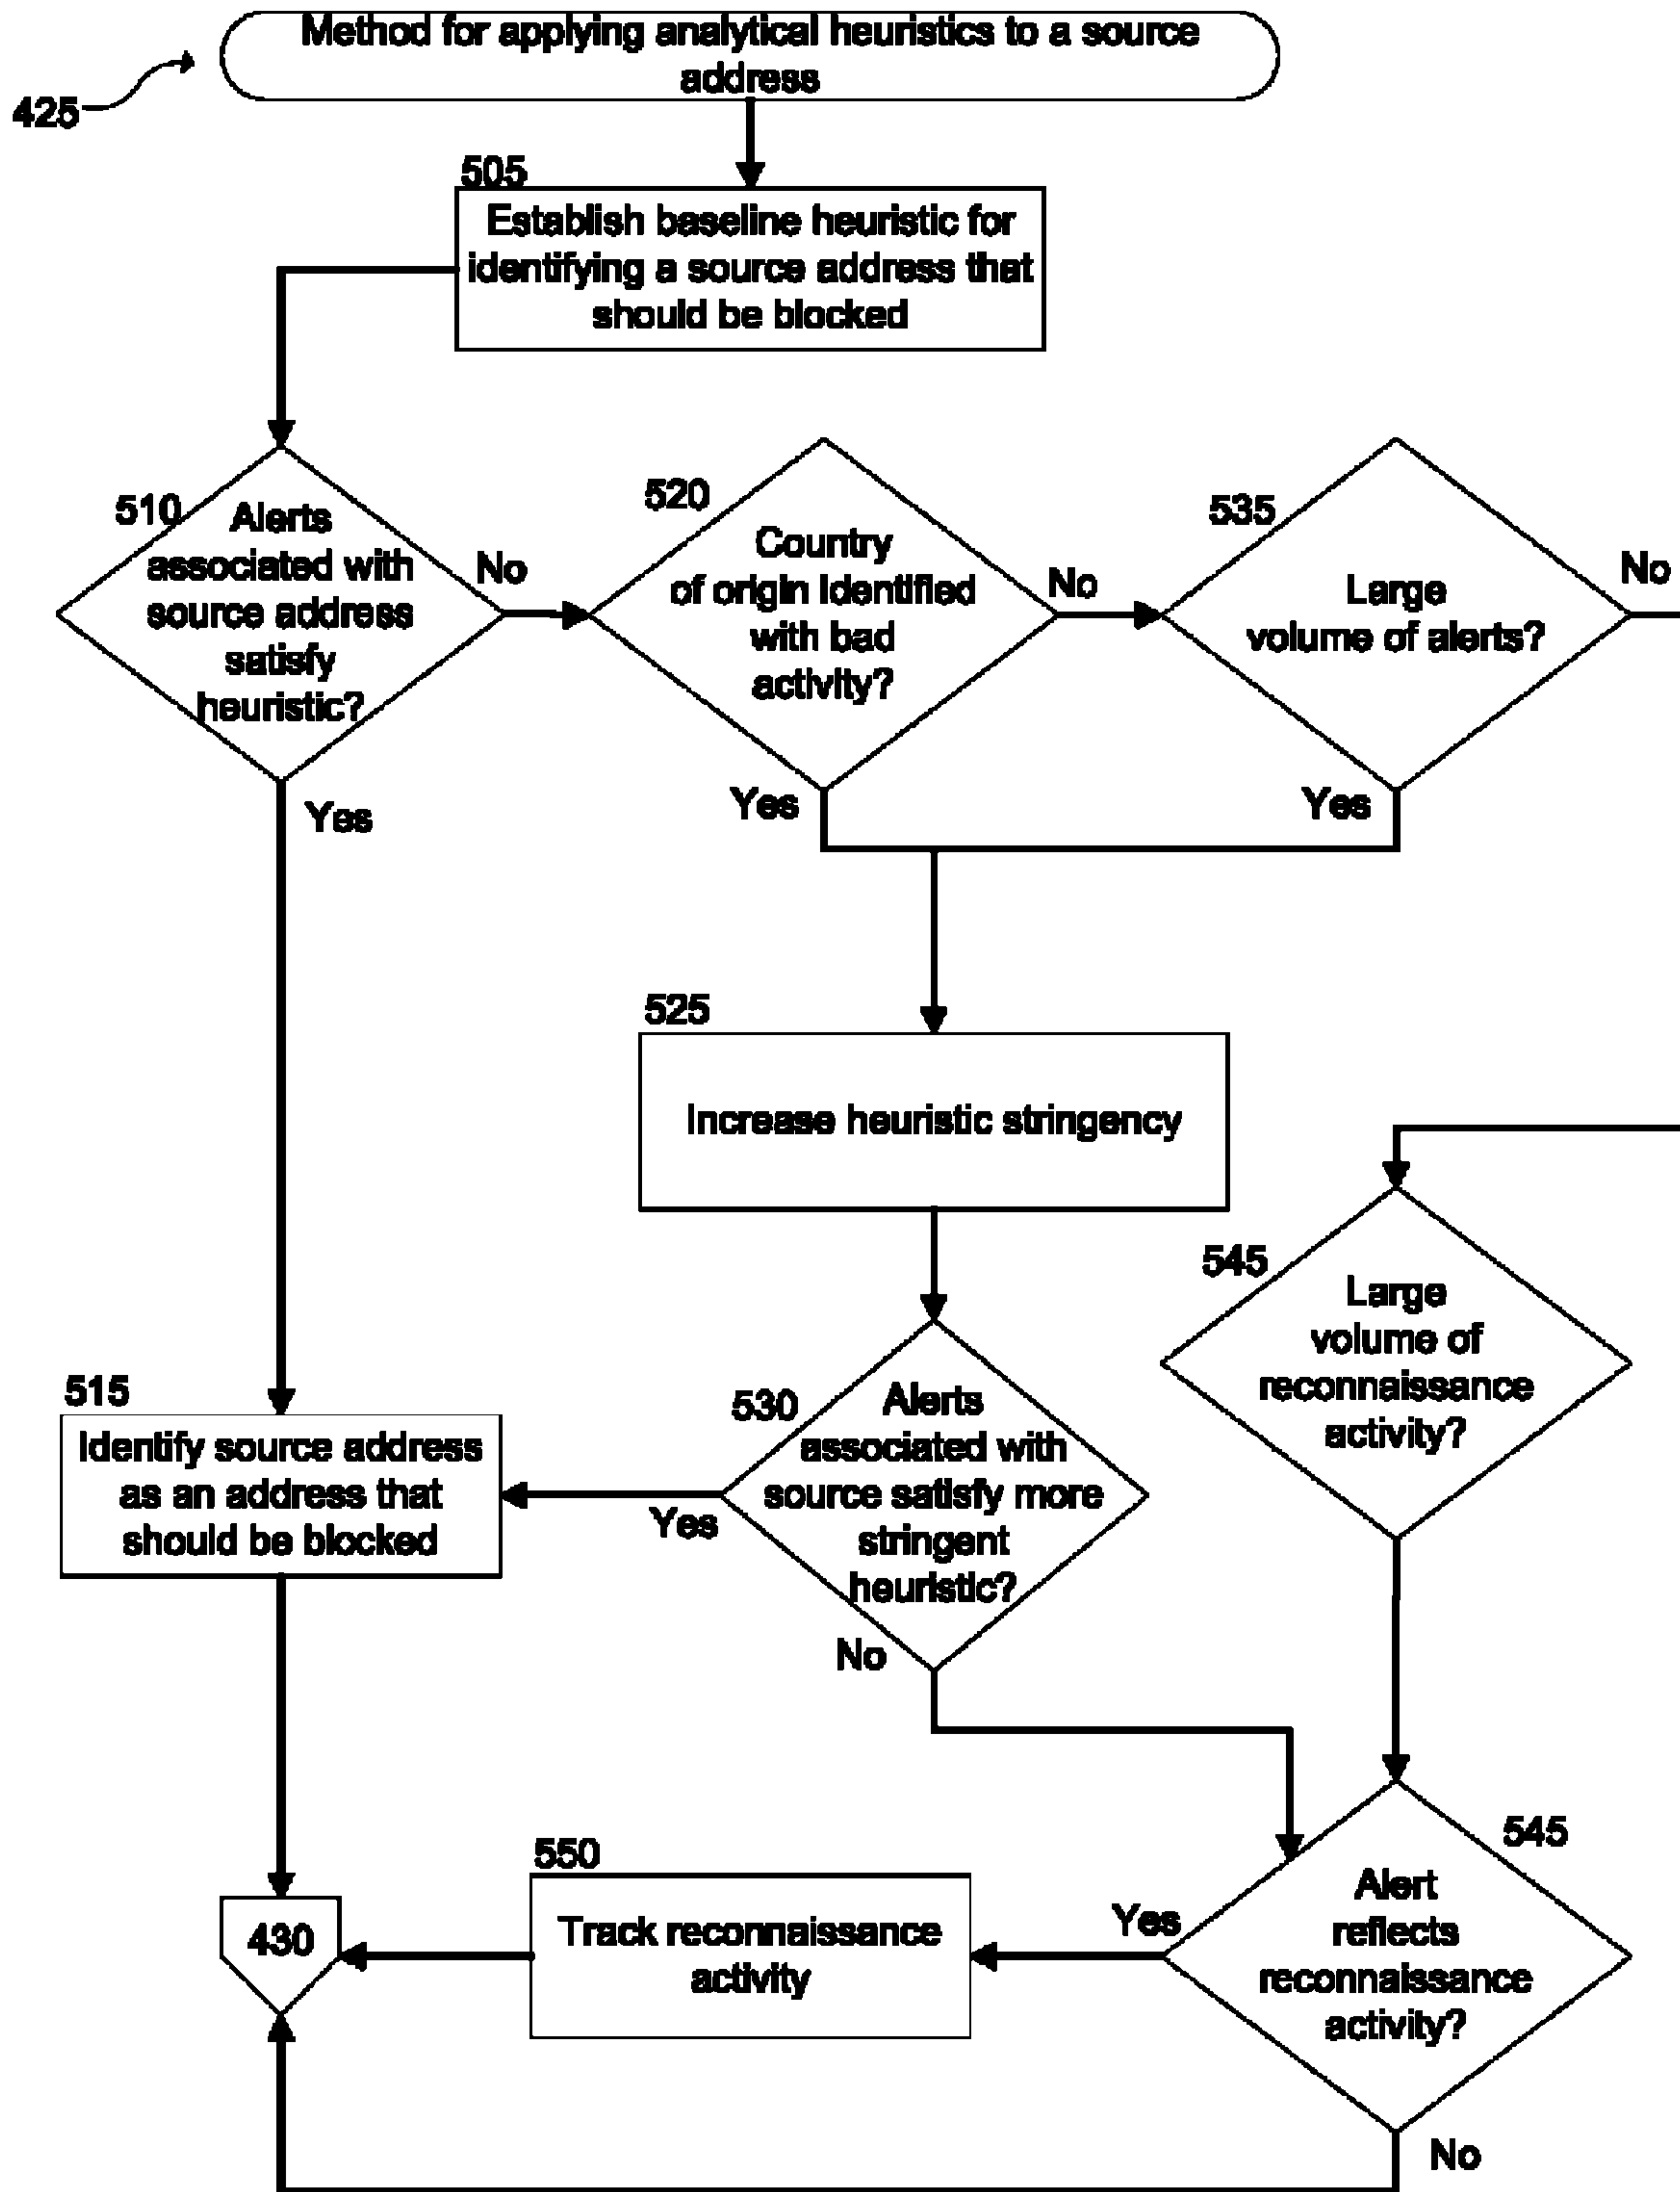 Method for applying analytical heuristics to a source
address
425
505
Establish baseline heuristic for
identifying a source address that
should be blocked
510
Alerts
associated with
source address
satisfy
heuristic?
No
Yes
520
Country
of origin identified
with bad
activity?
No
Yes
535
Large
volume of alerts?
No
Yes
525
Increase heuristic stringency
545
Large
volume of
reconnaissance
activity?
530
Alerts
associated with
source satisfy more
stringent
heuristic?
Yes
No
515
Identify source address
as an address that
should be blocked
545
Alert
reflects
reconnaissance
activity?
Yes
No
550
Track reconnaissance
activity
430